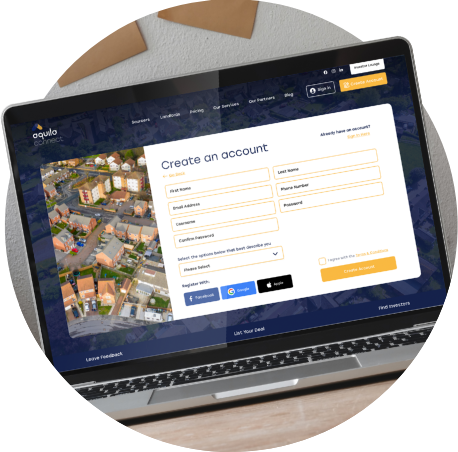 Investor Lounge
Sourcers Landlords Pricing Our Services Our Partners Blog
Sign in
Create Account
aquila
connect
Create an account
Already have an account?
Sign in here
Go Back
First Name
Last Name
Email Address
Phone Number
Username
Password
Confirm Password
Select the options below that best describe you
Please Select
I agree with the
Register With:
Facebook
Google
Apple
Create Account
Leave Feedback
List Your Deal
Find Investors